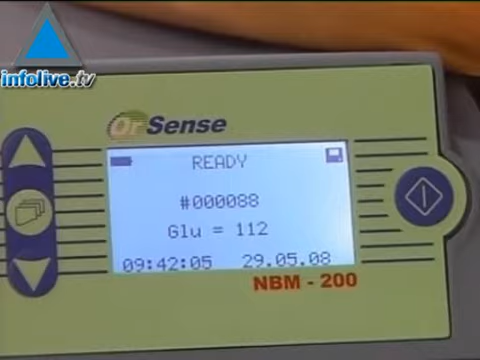 infolive.tv
OrSense
READY
#000088
Glu = 112
09:42:05 29.05.08
NBM - 200